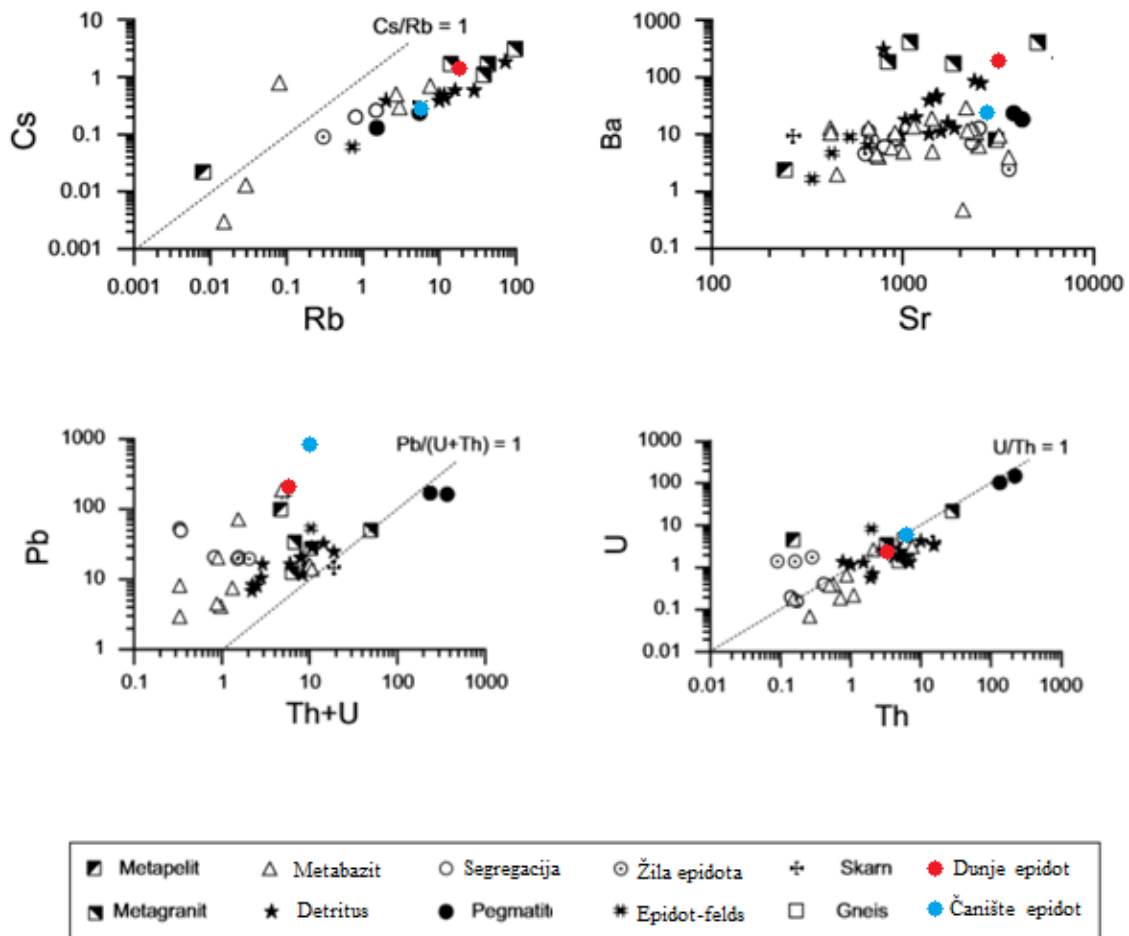 10
1
0.1
0.01
0.001
Cs
Cs/Rb = 1
0.001 0.01 0.1 1 10 100
Rb
1000
100
10
1
0.1
Ba
100 1000 10000
Sr
1000
100
10
1
Pb
Pb/(U+Th) = 1
0.1 1 10 100 1000
Th+U
1000
100
10
1
0.1
0.01
U
U/Th = 1
0.01 0.1 1 10 100 1000
Th
Metapelit Metabazit Segregacija Žila epidota Skarn Dunje epidot
Metagranit Detritus Pegmatit Epidot-felds Gneis Čanište epidot